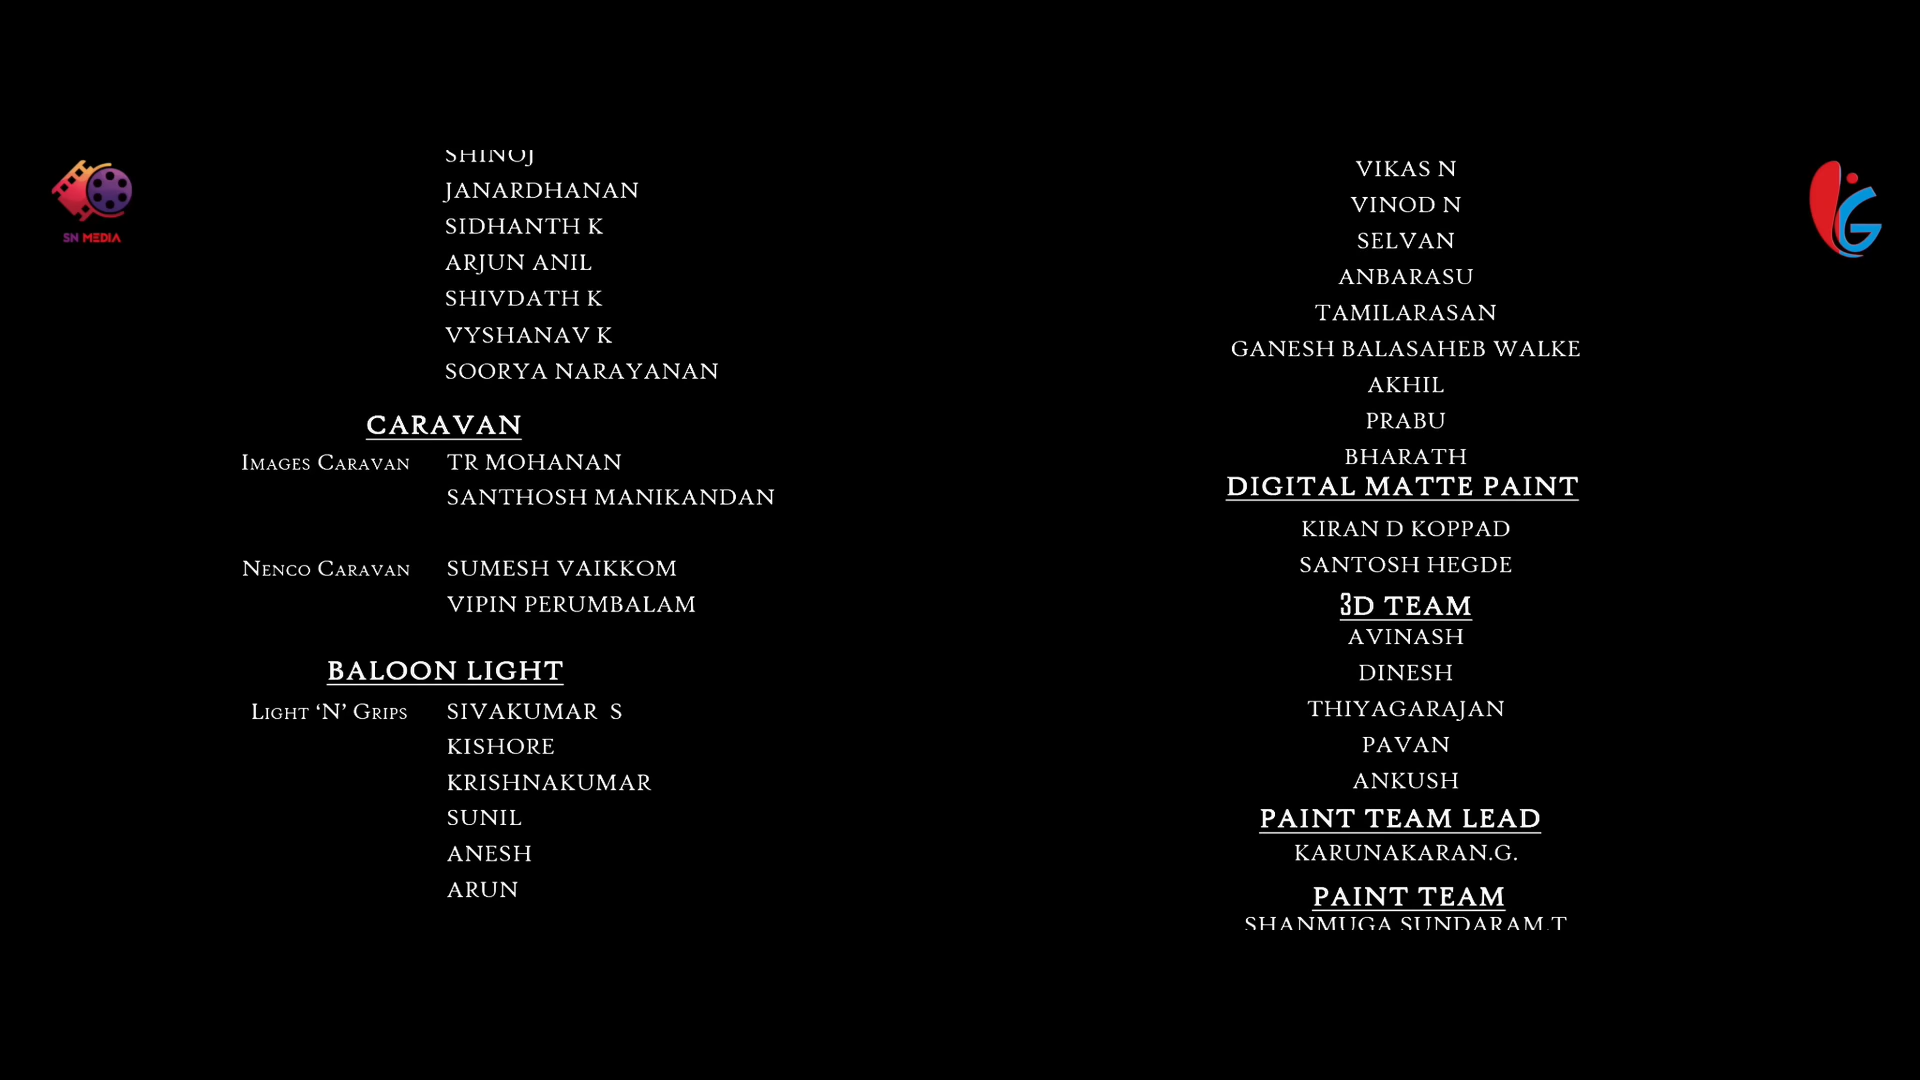 SN MEDIA
SHINOJ
JANARDHANAN
SIDHANTH K
ARJUN ANIL
SHIVDATH K
VYSHANAV K
SOORYA NARAYANAN
CARAVAN
IMAGES CARAVAN TR MOHANAN
SANTHOSH MANIKANDAN
NENCO CARAVAN SUMESH VAIKKOM
VIPIN PERUMBALAM
BALOON LIGHT
LIGHT ‘N’ GRIPS SIVAKUMAR S
KISHORE
KRISHNAKUMAR
SUNIL
ANESH
ARUN
VIKAS N
VINOD N
SELVAN
ANBARASU
TAMILARASAN
GANESH BALASAHEB WALKE
AKHIL
PRABU
BHARATH
DIGITAL MATTE PAINT
KIRAN D KOPPAD
SANTOSH HEGDE
3D TEAM
AVINASH
DINESH
THIYAGARAJAN
PAVAN
ANKUSH
PAINT TEAM LEAD
KARUNAKARAN.G.
PAINT TEAM
SHANMUGA SUNDARAM.T
G